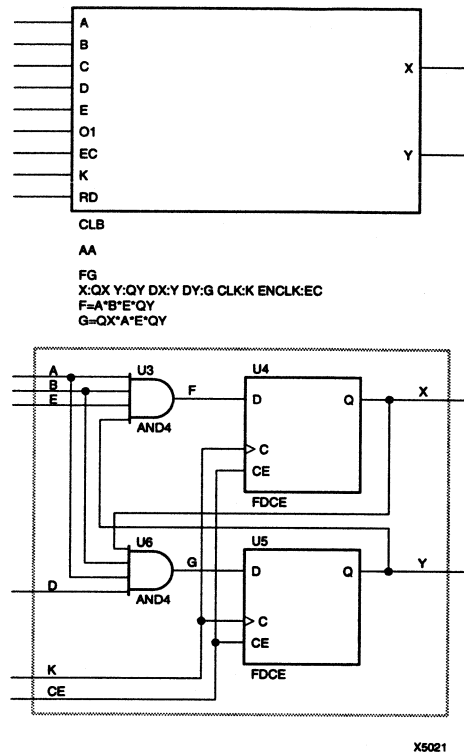 A
B
C
D
E
O1
EC
K
RD
X
Y
CLB
AA
FG
X:QX Y:QY DX:Y DY:G CLK:K ENCLK:EC
F=A*B*E*QY
G=QX*A*E*QY
A
B
E
U3
F
AND4
U4
D
Q
C
CE
FDCE
X
U6
G
AND4
D
U5
D
Q
C
CE
FDCE
Y
K
CE
X5021